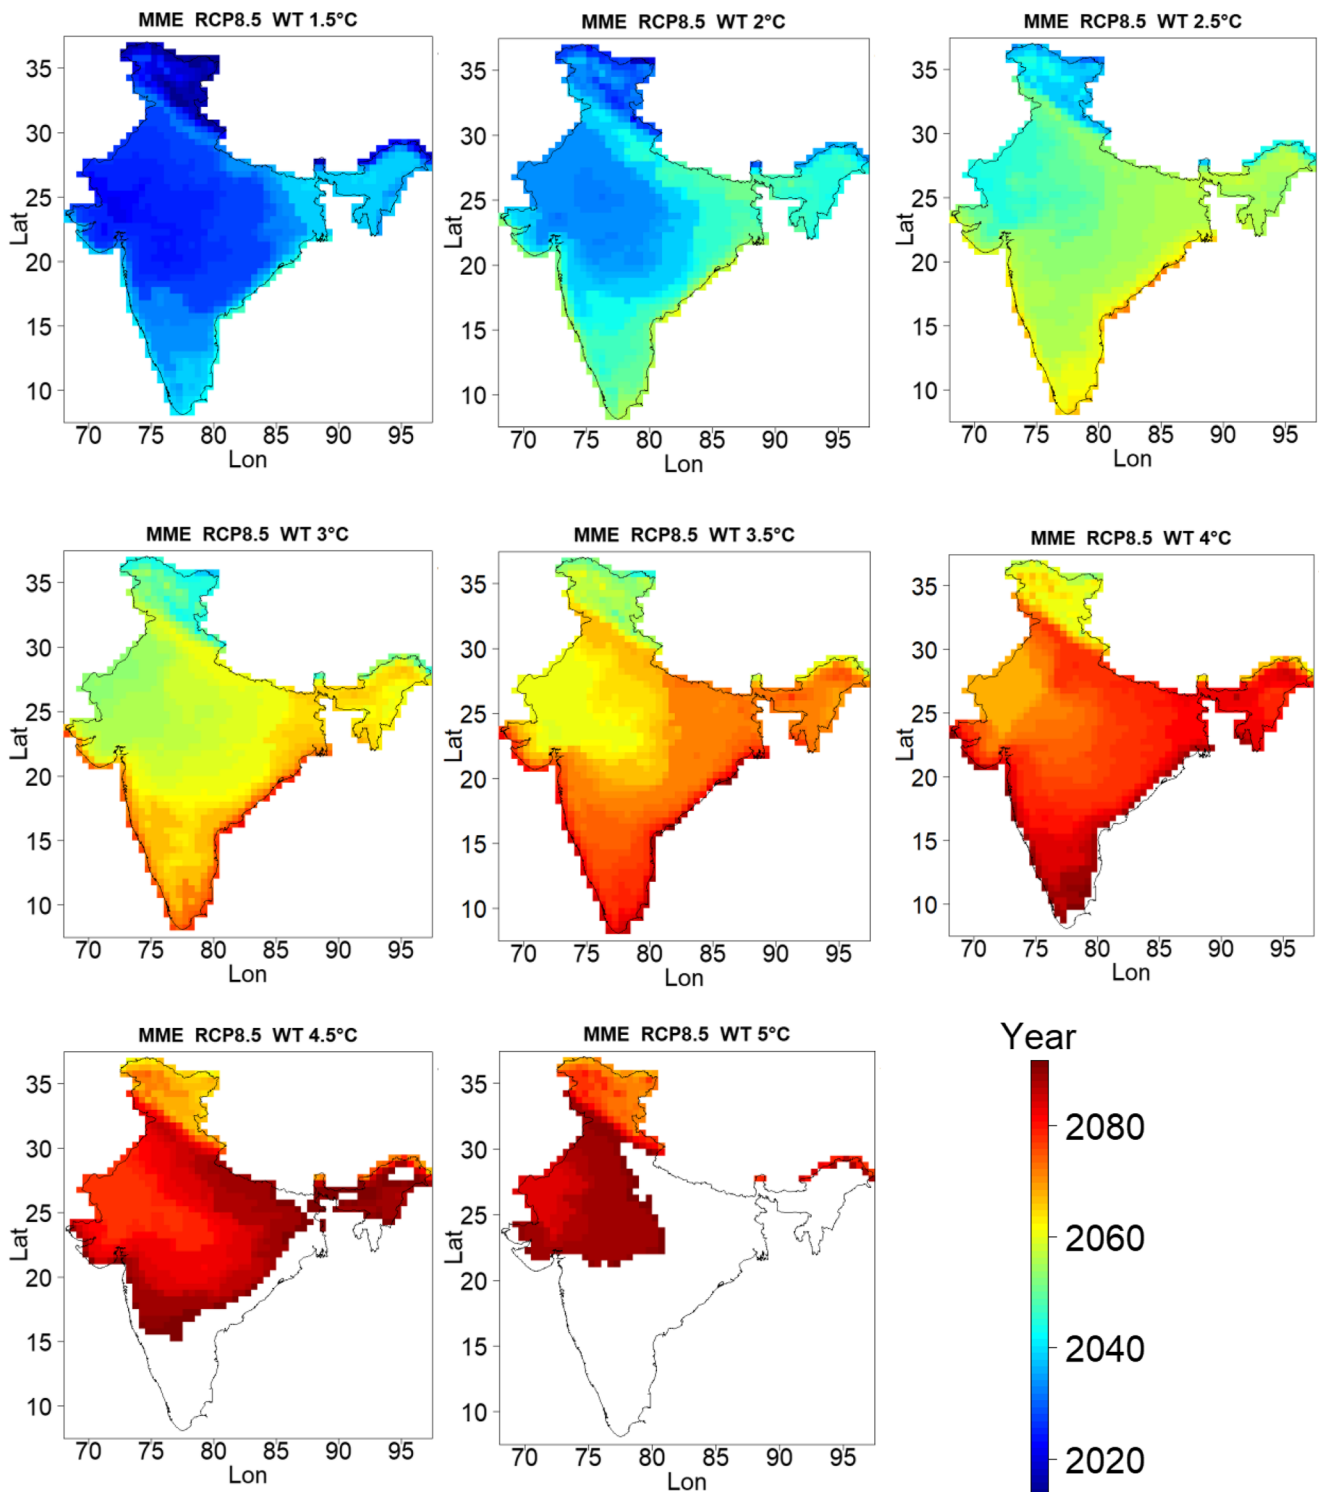 MME RCP8.5 WT 1.5°C
MME RCP8.5 WT 2°C
MME RCP8.5 WT 2.5°C
Lat
35
30
25
20
15
10
70 75 80 85 90 95
Lon
Lat
35
30
25
20
15
10
70 75 80 85 90 95
Lon
Lat
35
30
25
20
15
10
70 75 80 85 90 95
Lon
MME RCP8.5 WT 3°C
MME RCP8.5 WT 3.5°C
MME RCP8.5 WT 4°C
Lat
35
30
25
20
15
10
70 75 80 85 90 95
Lon
Lat
35
30
25
20
15
10
70 75 80 85 90 95
Lon
Lat
35
30
25
20
15
10
70 75 80 85 90 95
Lon
MME RCP8.5 WT 4.5°C
MME RCP8.5 WT 5°C
Lat
35
30
25
20
15
10
70 75 80 85 90 95
Lon
Lat
35
30
25
20
15
10
70 75 80 85 90 95
Lon
Year
2080
2060
2040
2020